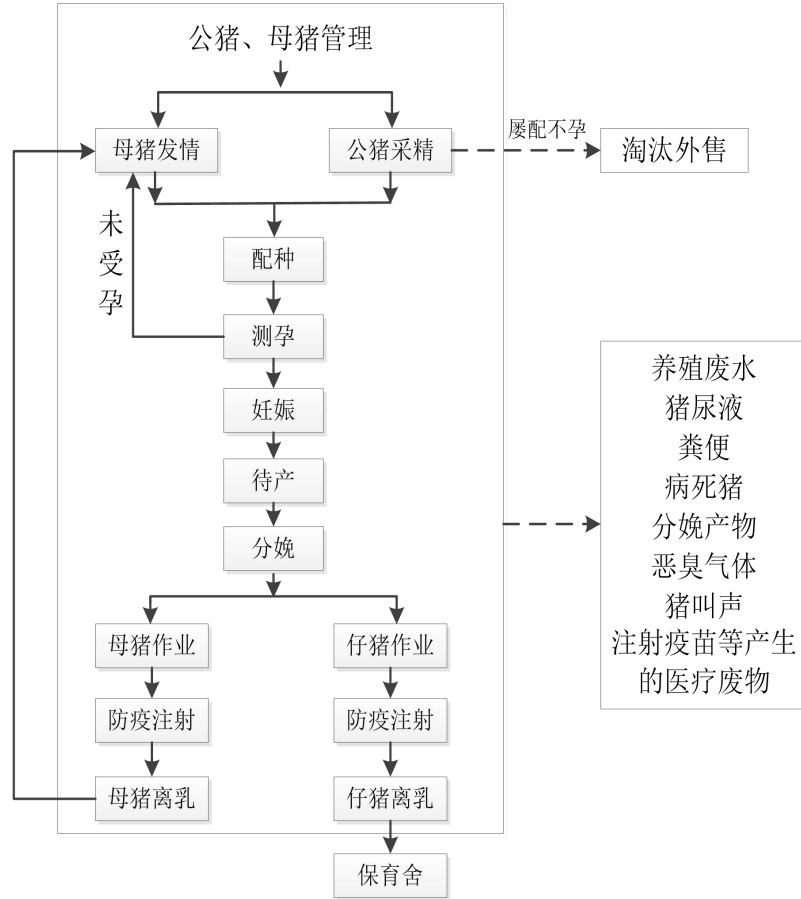 公猪、母猪管理
母猪发情
公猪采精
屡配不孕
淘汰外售
未
受
孕
配种
测孕
妊娠
待产
分娩
母猪作业
仔猪作业
防疫注射
防疫注射
母猪离乳
仔猪离乳
保育舍
养殖废水
猪尿液
粪便
病死猪
分娩产物
恶臭气体
猪叫声
注射疫苗等产生
的医疗废物